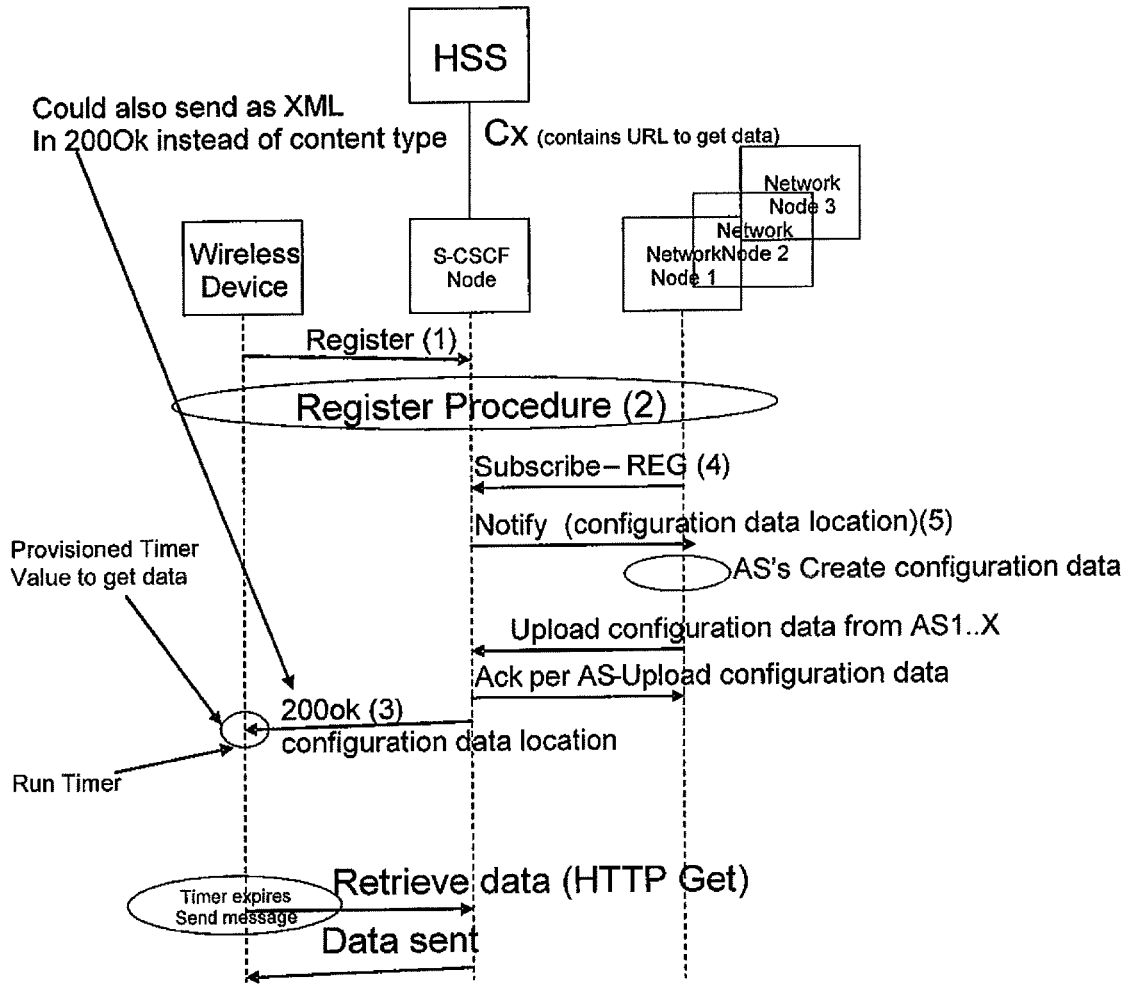 HSS
Could also send as XML
In 200Ok instead of content type
Cx (contains URL to get data)
Network
Node 3
Network
Node 2
Network
Node 1
Wireless
Device
S-CSCF
Node
Register (1)
Register Procedure (2)
Subscribe–REG (4)
Notify (configuration data location)(5)
Provisioned Timer
Value to get data
AS's Create configuration data
Upload configuration data from AS1..X
Ack per AS-Upload configuration data
200ok (3)
configuration data location
Run Timer
Retrieve data (HTTP Get)
Timer expires
Send message
Data sent